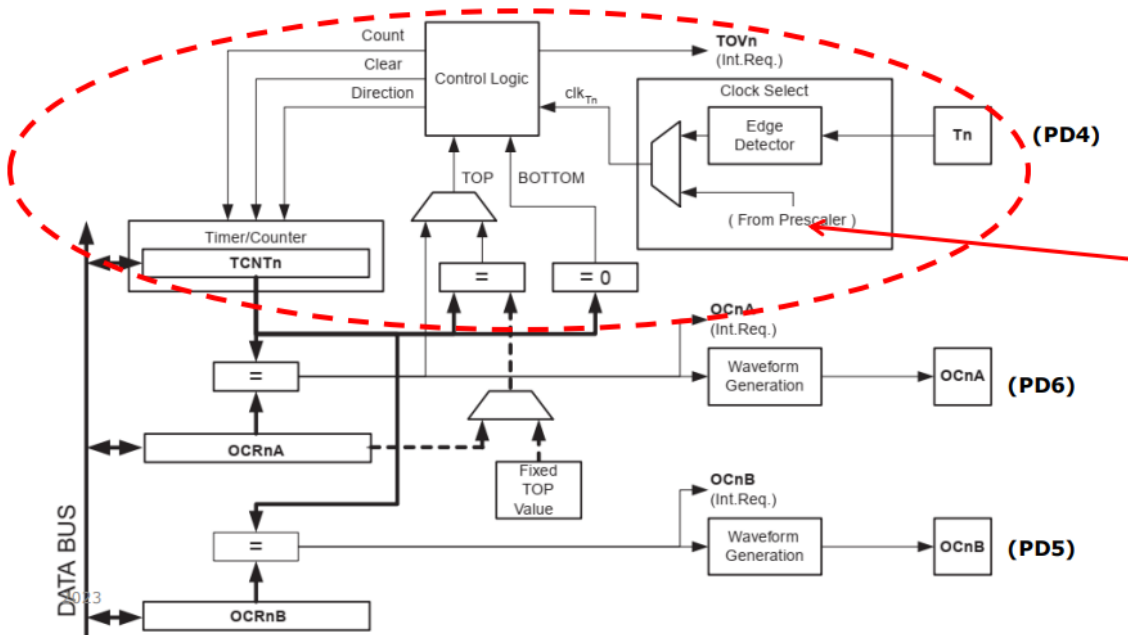 Count
Clear
Direction
Control Logic
TOVn
(Int.Req.)
clkTn
Clock Select
Edge
Detector
Tn
(PD4)
TOP
BOTTOM
( From Prescaler )
Timer/Counter
TCNTn
=
= 0
OCnA
(Int.Req.)
=
Waveform
Generation
OCnA
(PD6)
OCRnA
Fixed
TOP
Value
OCnB
(Int.Req.)
=
Waveform
Generation
OCnB
(PD5)
DATA BUS
2023
OCRnB